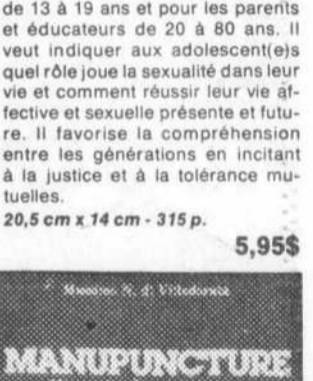 de 13 à 19 ans et pour les parents
et éducateurs de 20 à 80 ans. Il
veut indiquer aux adolescent(e)s
quel rôle joue la sexualité dans leur
vie et comment réussir leur vie af-
fective et sexuelle présente et futu-
re. Il favorise la compréhension
entre les générations en incitant
à la justice et à la tolérance mu-
tuelles.
20,5 cm x 14 cm - 315 p.
5,95$
N. d'
MANUPUNCTURE